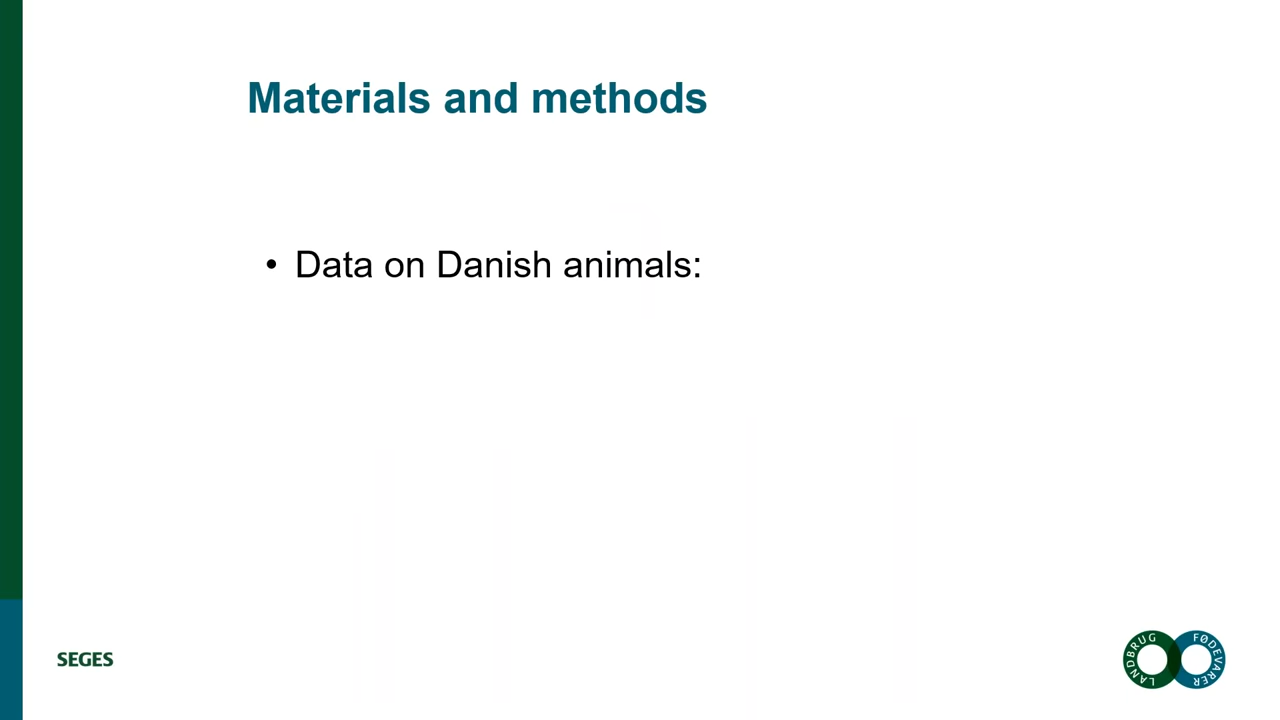 Materials and methods
• Data on Danish animals:
SEGES
LANDBRUG FØDEVARER